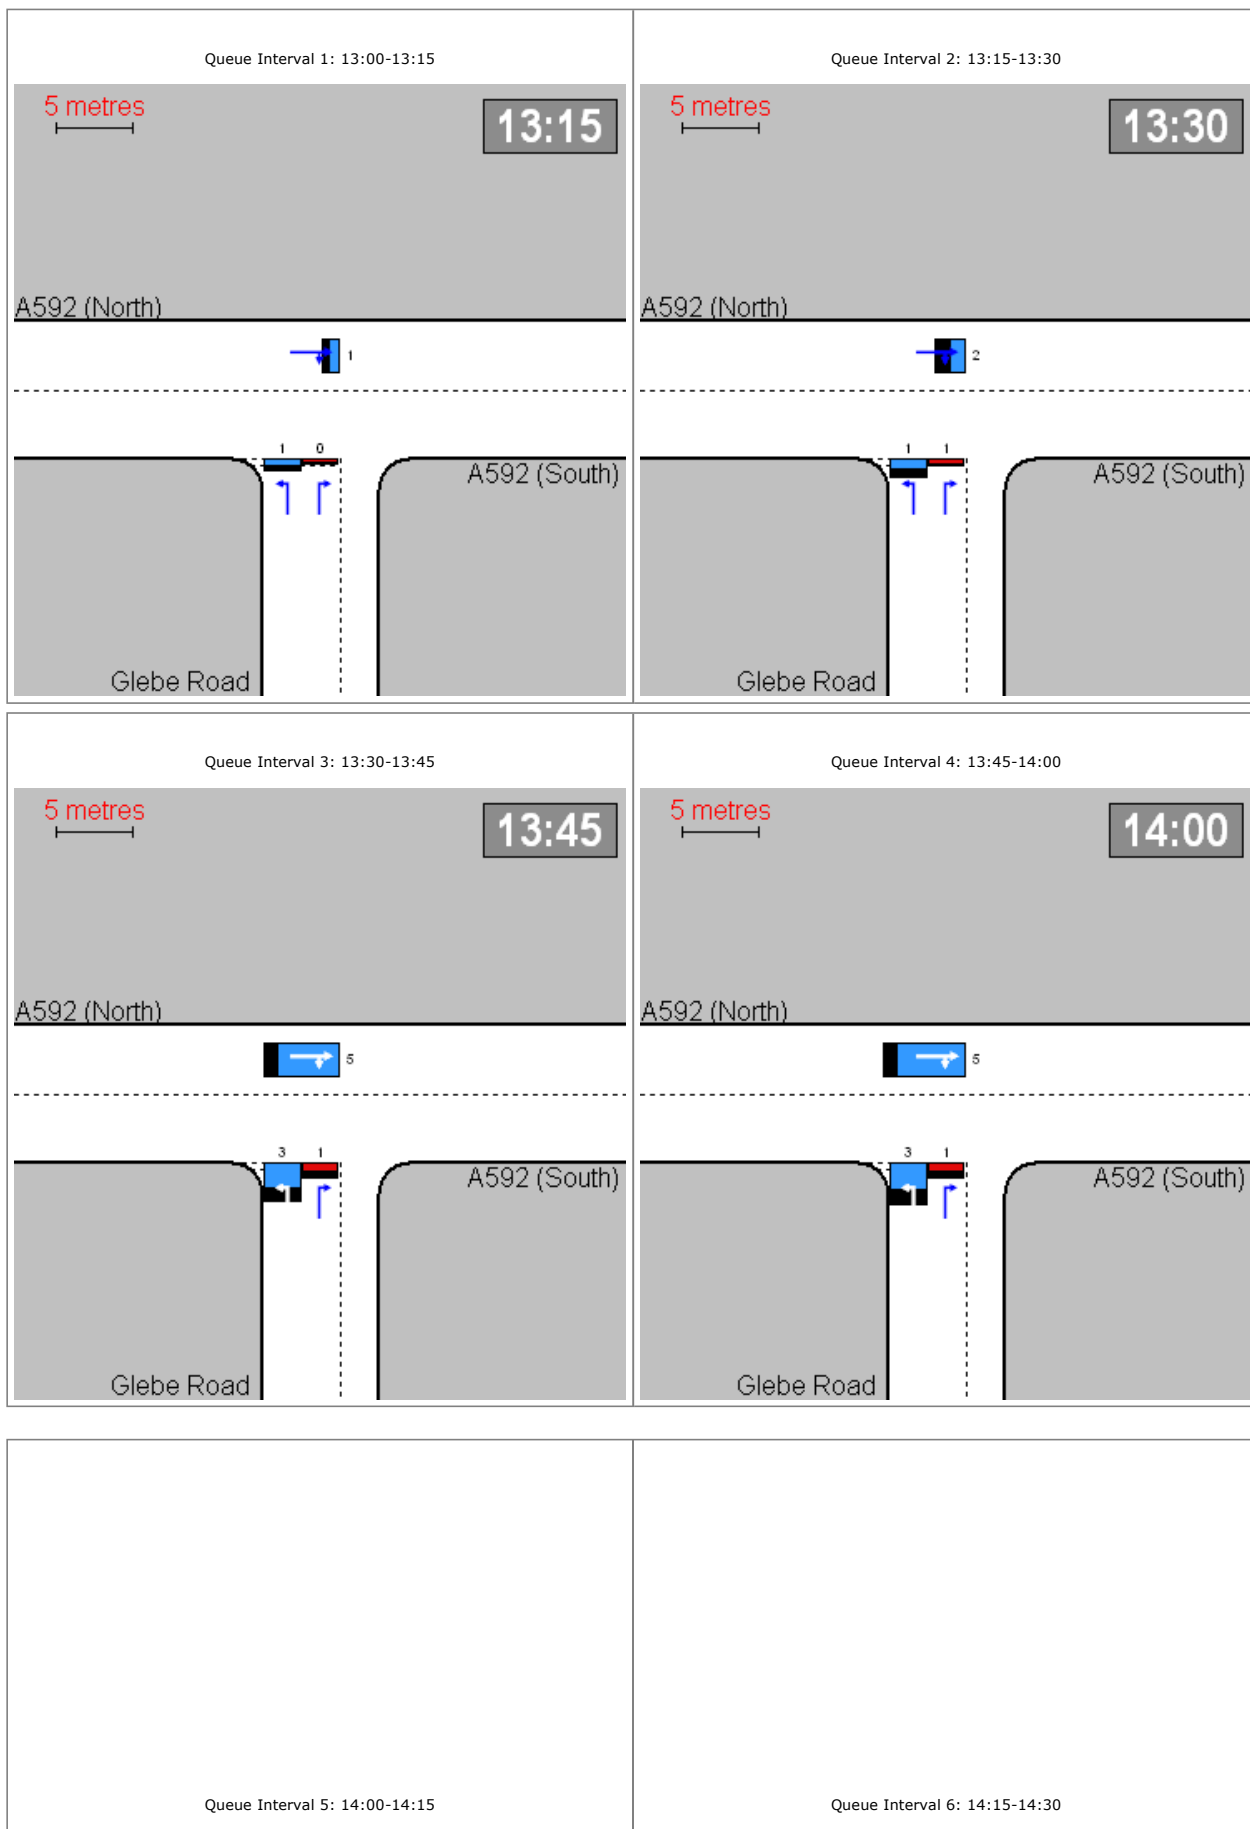 Queue Interval 1: 13:00-13:15
5 metres
13:15
A592 (North)
1
1 0
A592 (South)
Glebe Road
Queue Interval 2: 13:15-13:30
5 metres
13:30
A592 (North)
2
1 1
A592 (South)
Glebe Road
Queue Interval 3: 13:30-13:45
5 metres
13:45
A592 (North)
5
3 1
A592 (South)
Glebe Road
Queue Interval 4: 13:45-14:00
5 metres
14:00
A592 (North)
5
3 1
A592 (South)
Glebe Road
Queue Interval 5: 14:00-14:15
Queue Interval 6: 14:15-14:30